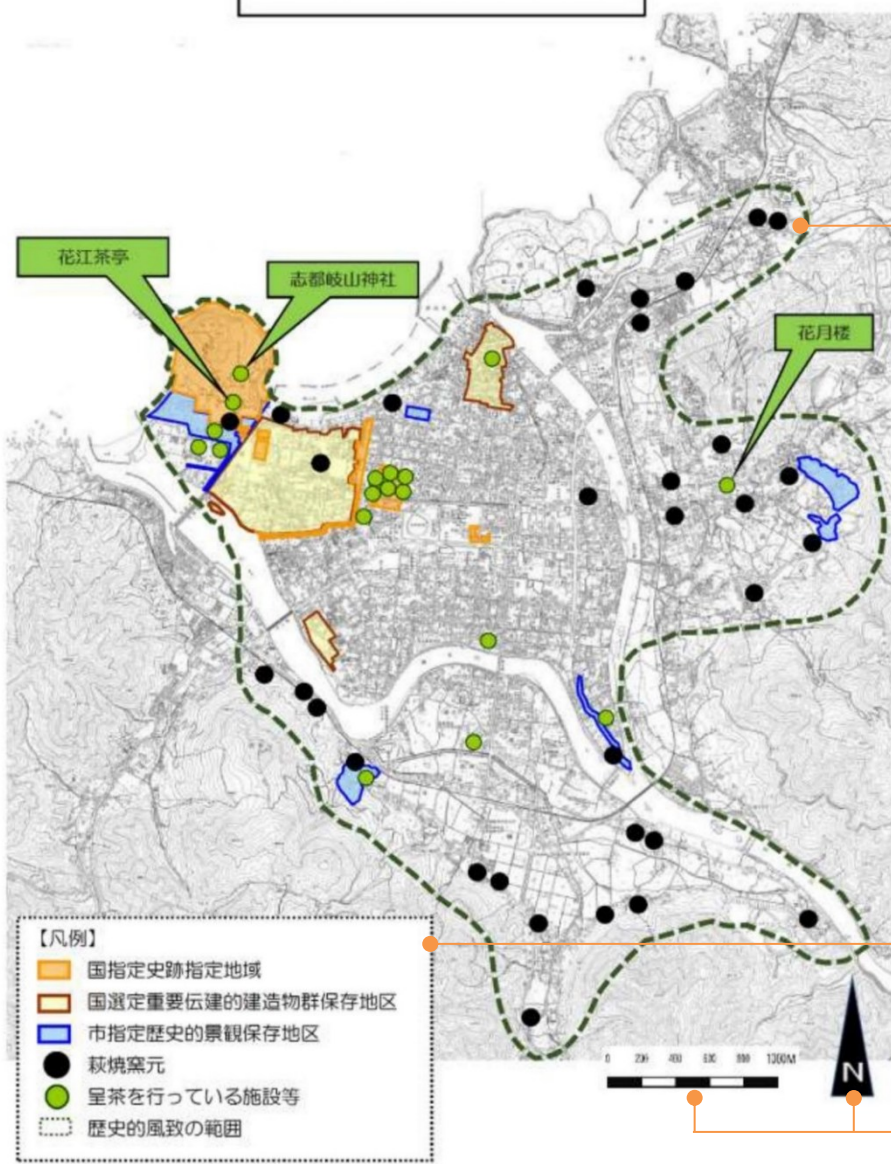 花江茶亭
志都岐山神社
花月楼
【凡例】
国指定史跡指定地域
国選定重要伝建的建造物群保存地区
市指定歴史的景観保存地区
萩焼窯元
呈茶を行っている施設等
歴史的風致の範囲
0 200 400 600 800 1000M
N